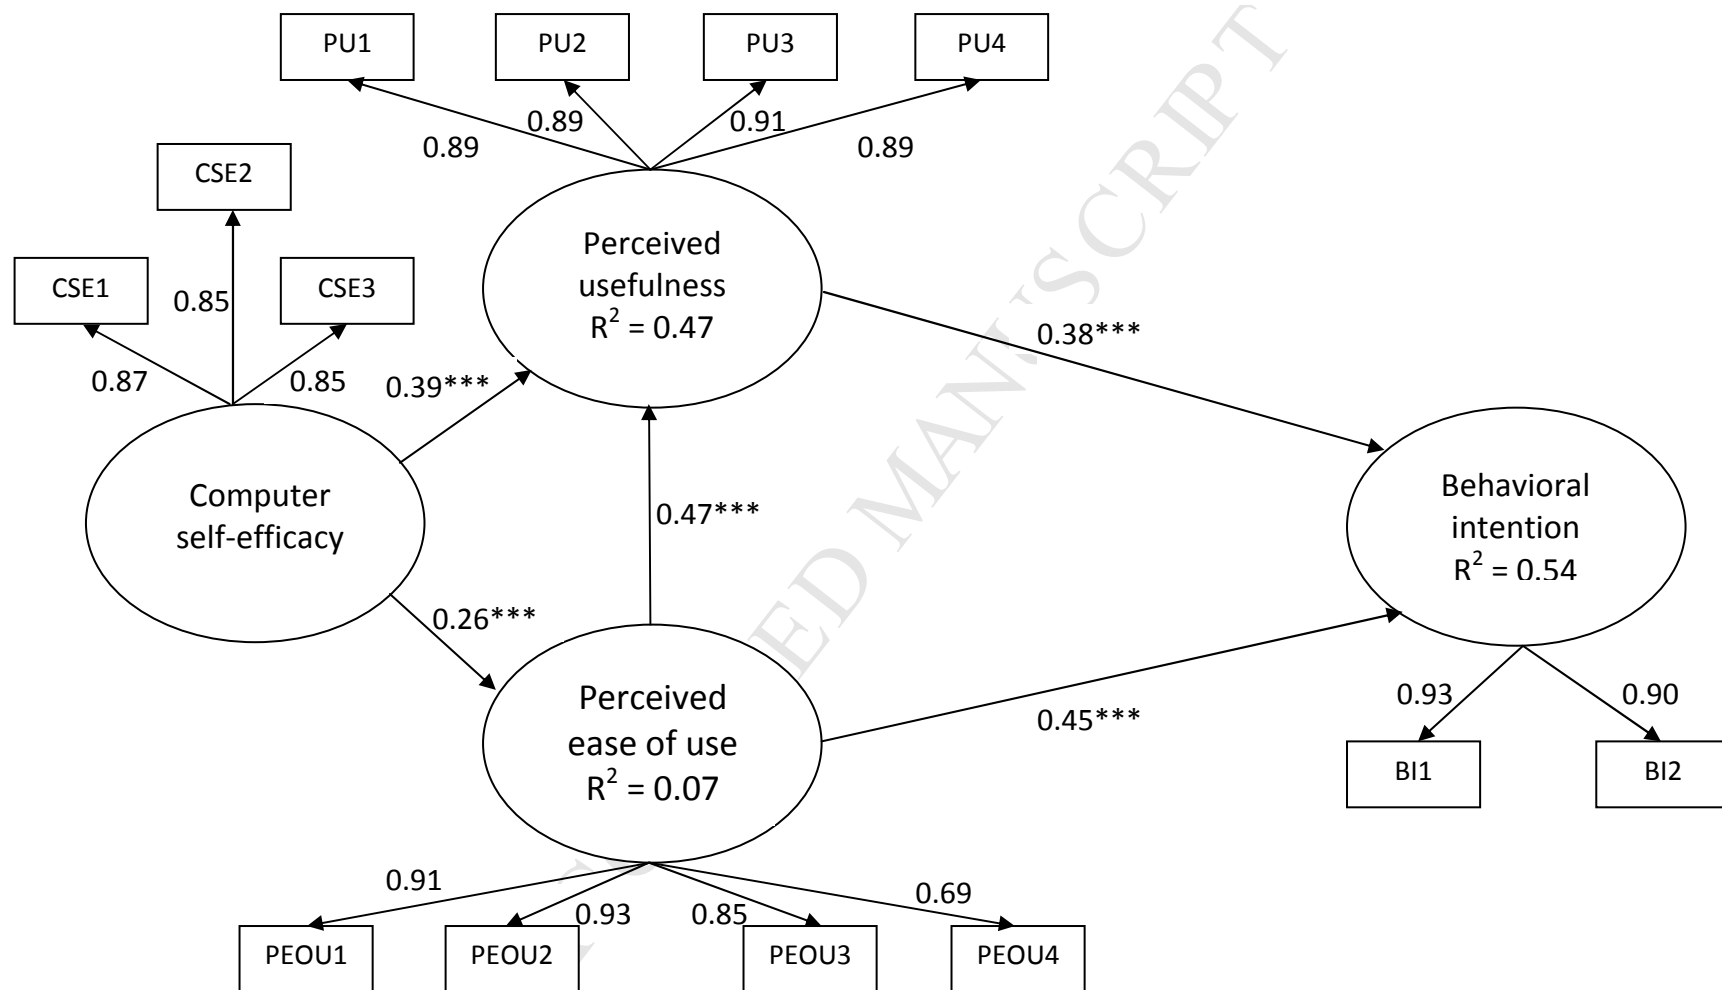 PU1
PU2
PU3
PU4
0.89
0.89
0.91
0.89
CSE2
CSE1
CSE3
0.85
0.87
0.85
Perceived
usefulness
R² = 0.47
0.39***
0.38***
Computer
self-efficacy
0.47***
0.26***
Behavioral
intention
R² = 0.54
Perceived
ease of use
R² = 0.07
0.45***
0.93
0.90
BI1
BI2
0.91
0.93
0.85
0.69
PEOU1
PEOU2
PEOU3
PEOU4
ED MANUSCRIPT